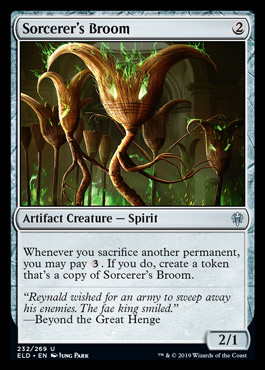 Sorcerer's Broom 2
Artifact Creature — Spirit
Whenever you sacrifice another permanent,
you may pay 3. If you do, create a token
that's a copy of Sorcerer's Broom.
"Reynald wished for an army to sweep away
his enemies. The fae king smiled."
—Beyond the Great Henge
2/1
232/269 U
ELD • EN Jung Park
™ & © 2019 Wizards of the Coast